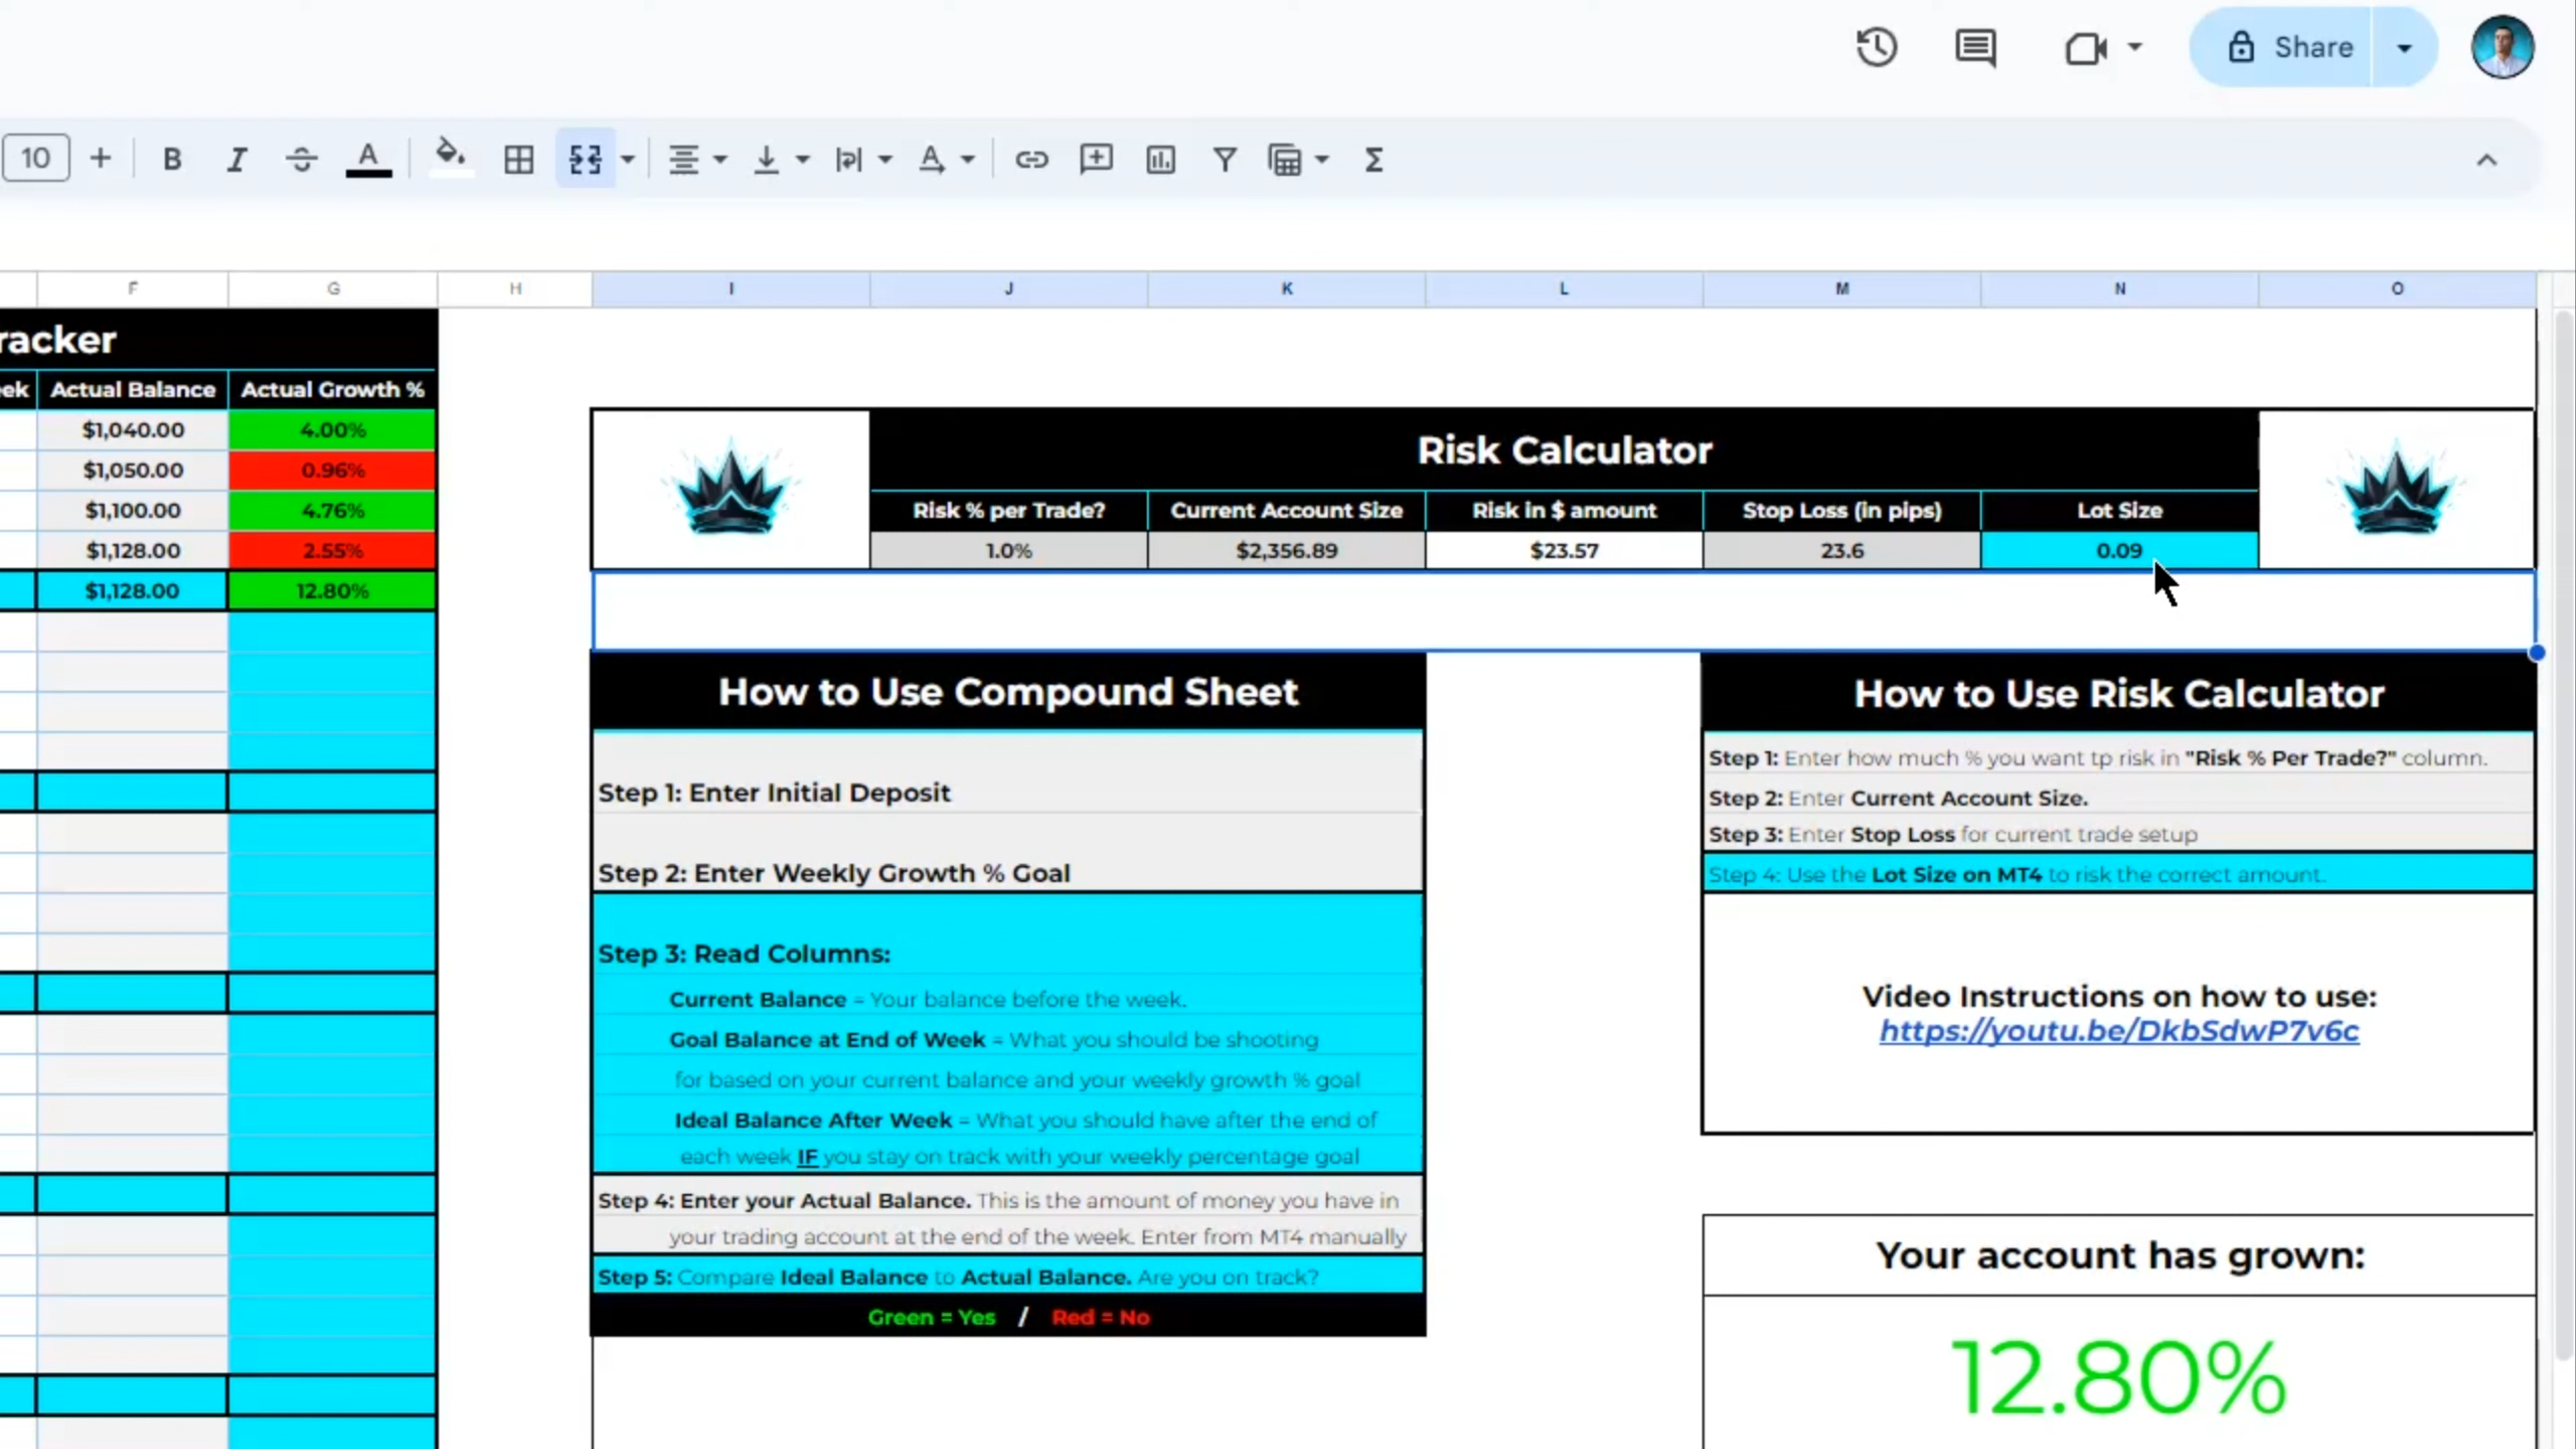 Share
10
B
I
A
A
Σ
F
G
H
I
J
K
L
M
N
O
racker
ek
Actual Balance
Actual Growth %
$1,040.00
4.00%
$1,050.00
0.96%
$1,100.00
4.76%
$1,128.00
2.55%
$1,128.00
12.80%
Risk Calculator
Risk % per Trade?
Current Account Size
Risk in $ amount
Stop Loss (in pips)
Lot Size
1.0%
$2,356.89
$23.57
23.6
0.09
How to Use Compound Sheet
Step 1: Enter Initial Deposit
Step 2: Enter Weekly Growth % Goal
Step 3: Read Columns:
Current Balance = Your balance before the week.
Goal Balance at End of Week = What you should be shooting
for based on your current balance and your weekly growth % goal
Ideal Balance After Week = What you should have after the end of
each week IF you stay on track with your weekly percentage goal
Step 4: Enter your Actual Balance. This is the amount of money you have in
your trading account at the end of the week. Enter from MT4 manually
Step 5: Compare Ideal Balance to Actual Balance. Are you on track?
Green = Yes / Red = No
How to Use Risk Calculator
Step 1: Enter how much % you want tp risk in "Risk % Per Trade?" column.
Step 2: Enter Current Account Size.
Step 3: Enter Stop Loss for current trade setup
Step 4: Use the Lot Size on MT4 to risk the correct amount.
Video Instructions on how to use:
https://youtu.be/DkbSdwP7v6c
Your account has grown:
12.80%